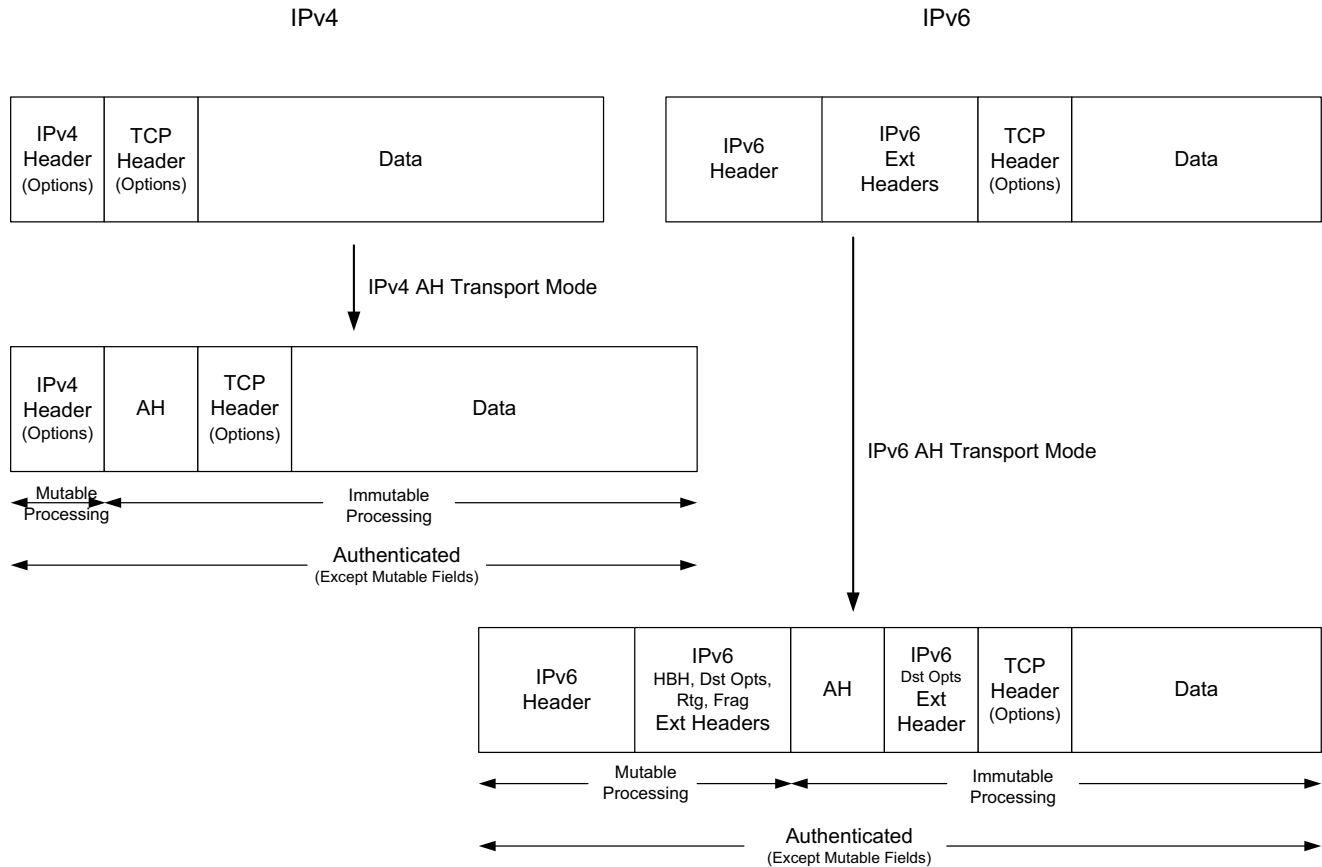 IPv4
IPv6
IPv4
Header
(Options)
TCP
Header
(Options)
Data
IPv6
Header
IPv6
Ext
Headers
TCP
Header
(Options)
Data
IPv4 AH Transport Mode
IPv4
Header
(Options)
AH
TCP
Header
(Options)
Data
IPv6 AH Transport Mode
Mutable
Processing
Immutable
Processing
Authenticated
(Except Mutable Fields)
IPv6
Header
IPv6
HBH, Dst Opts,
Rtg, Frag
Ext Headers
AH
IPv6
Dst Opts
Ext
Header
TCP
Header
(Options)
Data
Mutable
Processing
Immutable
Processing
Authenticated
(Except Mutable Fields)